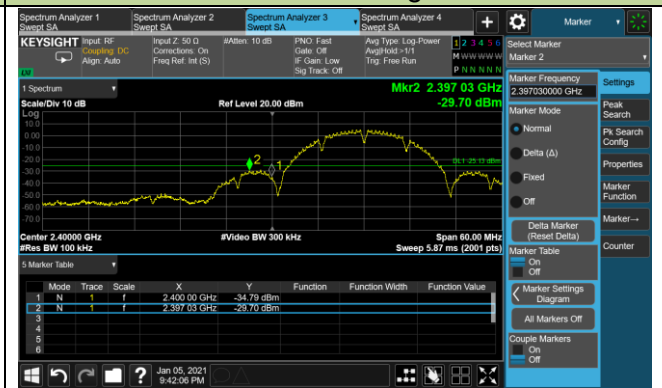 Spectrum Analyzer 1
Swept SA
Spectrum Analyzer 2
Swept SA
Spectrum Analyzer 3
Swept SA
Spectrum Analyzer 4
Swept SA
+
Marker
KEYSIGHT
Input: RF
Coupling: DC
Align: Auto
Input Z: 50 Ω
Corrections: On
Freq Ref: Int (S)
#Atten: 10 dB
PNO: Fast
Gate: Off
IF Gain: Low
Sig Track: Off
Avg Type: Log-Power
Avg|Hold:>1/1
Trig: Free Run
1 2 3 4 5 6
M W W W W W
P N N N N N
LW
Select Marker
Marker 2
Marker Frequency
2.397030000 GHz
Settings
1 Spectrum
Mkr2 2.397 03 GHz
Scale/Div 10 dB
Ref Level 20.00 dBm
-29.70 dBm
Log
10.0
0.00
-10.0
-20.0
-30.0
-40.0
-50.0
-60.0
-70.0
2
1
DL1 -25.13 dBm
Marker Mode
Normal
Delta (Δ)
Fixed
Off
Peak
Search
Pk Search
Config
Properties
Marker
Function
Marker→
Counter
Center 2.40000 GHz
#Video BW 300 kHz
Span 60.00 MHz
#Res BW 100 kHz
Sweep 5.87 ms (2001 pts)
Delta Marker
(Reset Delta)
Marker Table
On
Off
Marker Settings
Diagram
All Markers Off
Couple Markers
On
Off
5 Marker Table
Mode Trace Scale X Y Function Function Width Function Value
1 N 1 f 2.400 00 GHz -34.79 dBm
2 N 1 f 2.397 03 GHz -29.70 dBm
3
4
5
6
?
Jan 05, 2021
9:42:06 PM